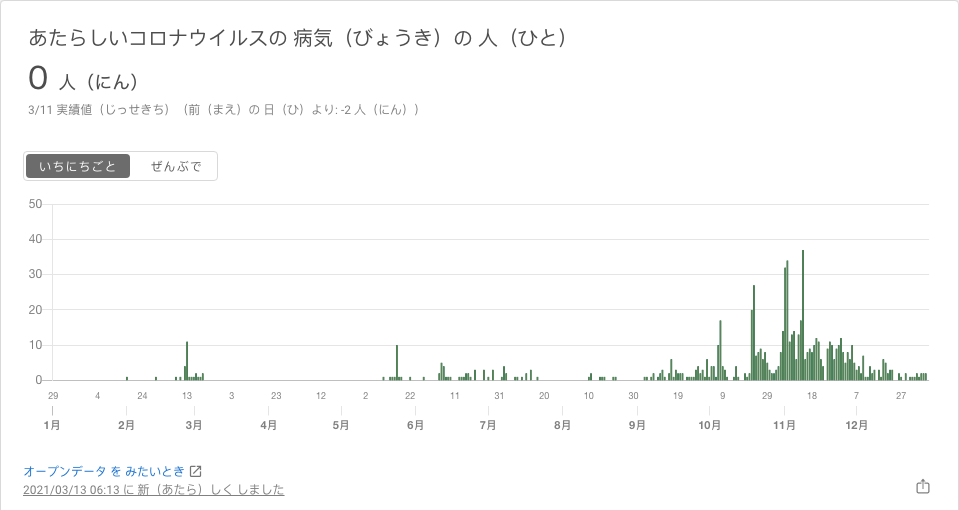 あたらしいコロナウイルスの 病気（びょうき）の 人（ひと）
0 人（にん）
3/11 実績値（じっせきち）（前（まえ）の 日（ひ）より: -2 人（にん））
いちにちごと ぜんぶで
50
40
30
20
10
0
29 4 24 13 3 23 12 2 22 11 31 20 10 30 19 9 29 18 7 27
1月 2月 3月 4月 5月 6月 7月 8月 9月 10月 11月 12月
オープンデータ を みたいとき
2021/03/13 06:13 に 新（あたら）しく しました